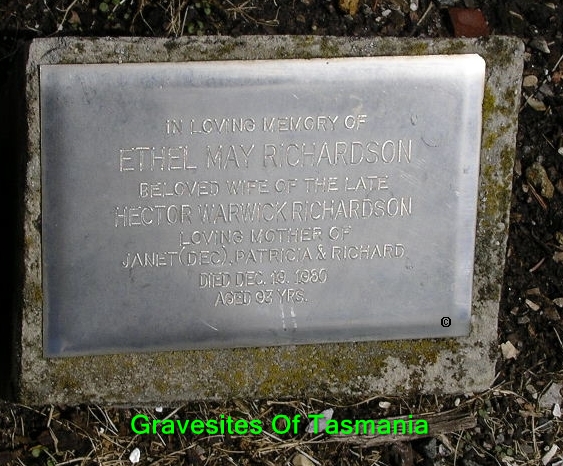 IN LOVING MEMORY OF
ETHEL MAY RICHARDSON
BELOVED WIFE OF THE LATE
HECTOR WARWICK RICHARDSON
LOVING MOTHER OF
JANET (DEC), PATRICIA & RICHARD
DIED DEC. 19. 1980
AGED 93 YRS.
©
Gravesites Of Tasmania